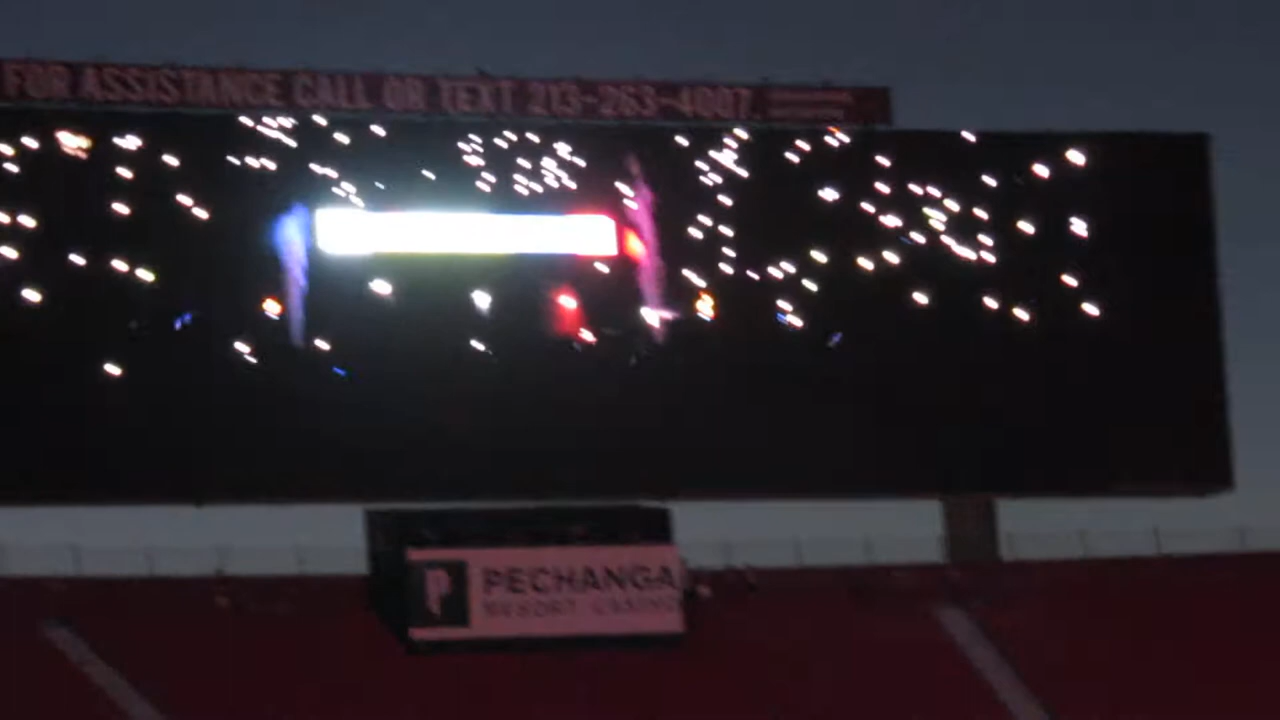 FOR ASSISTANCE CALL OR TEXT 213-263-4007.
PECHANGA
RESORT CASINO